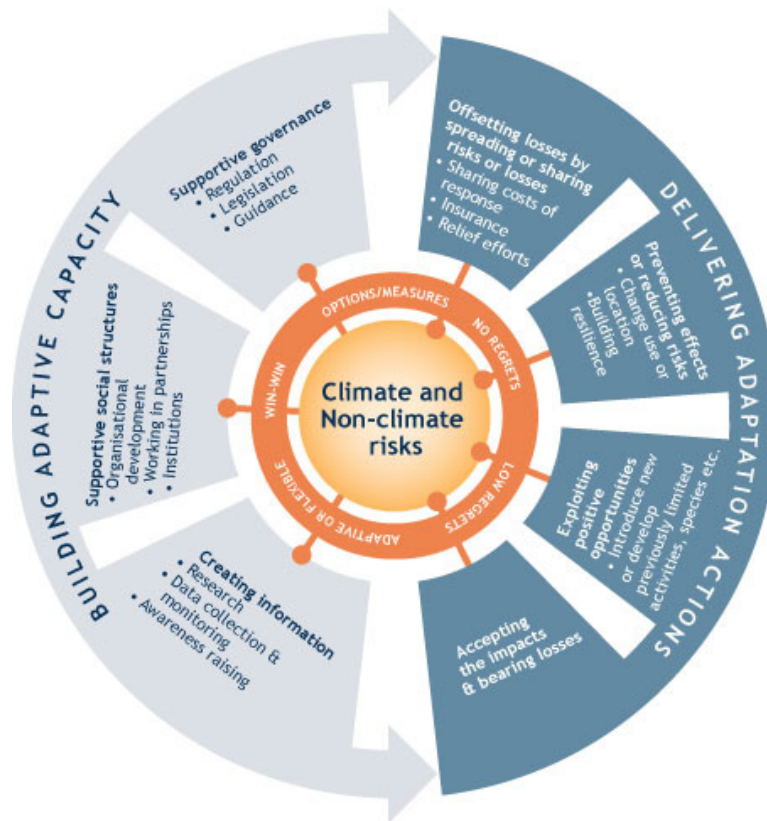 BUILDING ADAPTIVE CAPACITY
Supportive governance
• Regulation
• Legislation
• Guidance
Supportive social structures
• Organisational
development
• Working in partnerships
• Institutions
Creating information
• Research
• Data collection &
monitoring
• Awareness raising
DELIVERING ADAPTATION ACTIONS
Offsetting losses by
spreading or sharing
risks or losses
• Sharing costs of
response
• Insurance
• Relief efforts
Preventing effects
or reducing risks
• Change use or
location
• Building
resilience
Exploiting
positive
opportunities
• Introduce new
or develop
previously limited
activities, species etc.
Accepting
the impacts
& bearing losses
OPTIONS/MEASURES
NO REGRETS
LOW REGRETS
ADAPTIVE OR FLEXIBLE
WIN-WIN
Climate and
Non-climate
risks